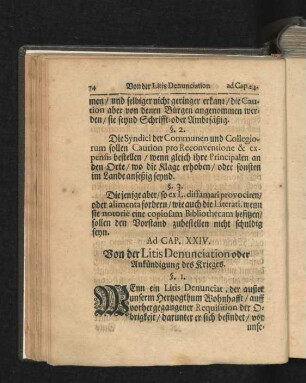 74 Von der Litis Denunciation ad Cap. 23.
men / und selbiger nicht geringer erkant / die Cau-
tion aber von denen Bürgen angenommen wer-
den / sie seynd Schrifft- oder Ambtsäßig.
§. 2.
Die Syndici der Communen und Collegio-
rum sollen Caution pro Reconventione & ex-
pensis bestellen / wenn gleich ihre Principalen an
den Orte / wo die Klage erhoben / oder sonsten
im Lande anseßig seynd.
§. 3.
Die jenige aber / so ex L. diffamari provociren /
oder alimenta fordern / wie auch die Literati, wenn
sie notoriè eine copiosam Bibliothecam besitzen /
sollen den Vorstand zubestellen nicht schuldig
seyn.
Ad CAP. XXIV.
Von der Litis Denunciation oder
Ankündigung des Krieges.
§. 1.
WEnn ein Litis Denunciat, der außer
unserm Herzogthum Wohnhafft / auff
vorhergegangener Requisition der O-
brigkeit / darunter er sich befindet / vor
unse-